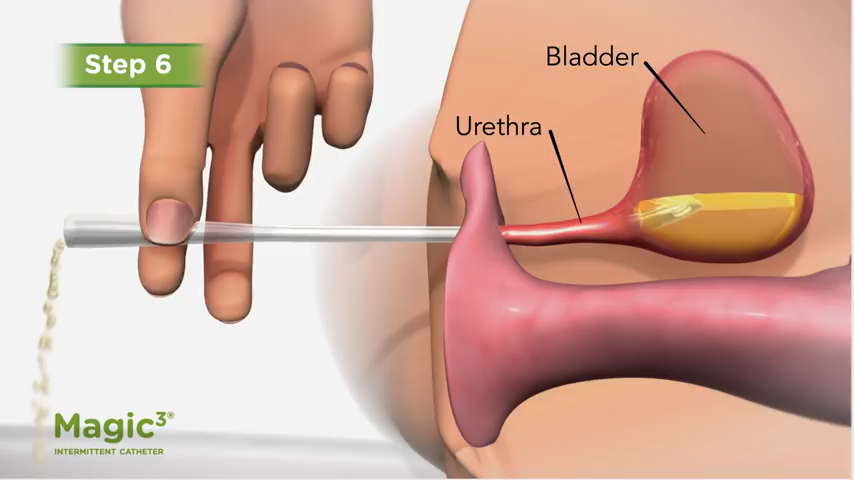 Step 6
Bladder
Urethra
Magic3®
INTERMITTENT CATHETER